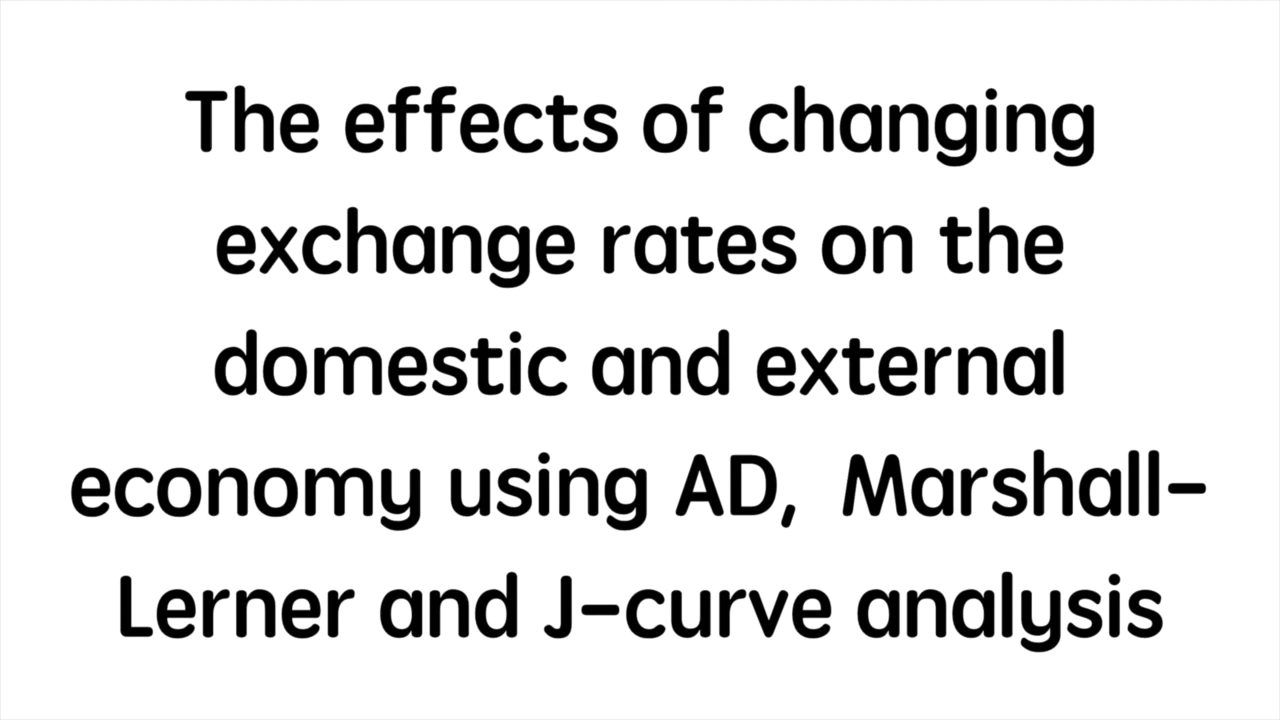 The effects of changing
exchange rates on the
domestic and external
economy using AD, Marshall-
Lerner and J-curve analysis